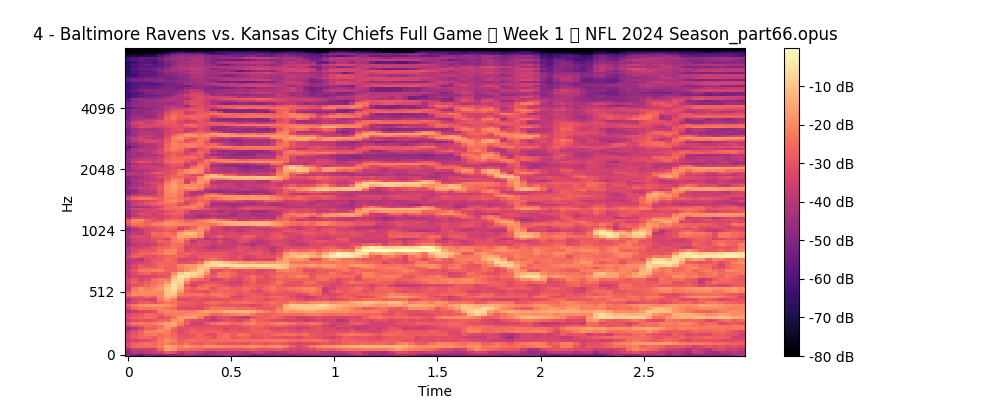 4 - Baltimore Ravens vs. Kansas City Chiefs Full Game ▯ Week 1 ▯ NFL 2024 Season_part66.opus
-10 dB
4096
-20 dB
-30 dB
2048
-40 dB
Hz
1024
-50 dB
-60 dB
512
-70 dB
0
-80 dB
0 0.5 1 1.5 2 2.5
Time